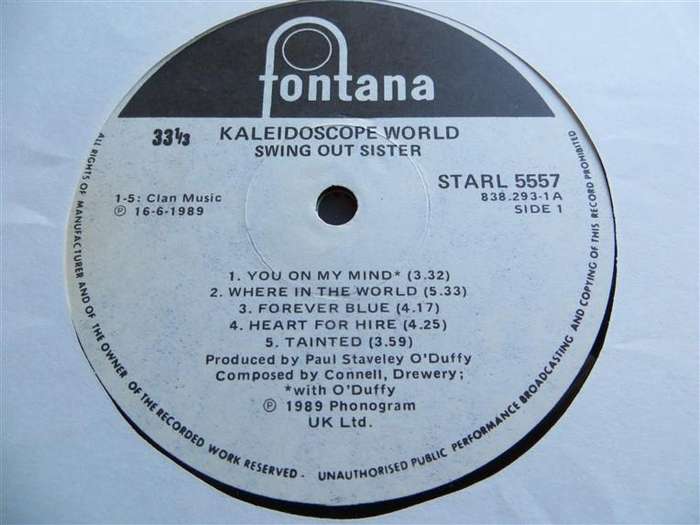 fontana
33⅓
KALEIDOSCOPE WORLD
SWING OUT SISTER
STARL 5557
838.293-1A
SIDE 1
1-5: Clan Music
℗ 16-6-1989
1. YOU ON MY MIND* (3.32)
2. WHERE IN THE WORLD (5.33)
3. FOREVER BLUE (4.17)
4. HEART FOR HIRE (4.25)
5. TAINTED (3.59)
Produced by Paul Staveley O'Duffy
Composed by Connell, Drewery;
*with O'Duffy
℗ 1989 Phonogram
UK Ltd.
ALL RIGHTS OF MANUFACTURER AND OF THE OWNER OF THE RECORDED WORK RESERVED - UNAUTHORISED PUBLIC PERFORMANCE BROADCASTING AND COPYING OF THIS RECORD PROHIBITED